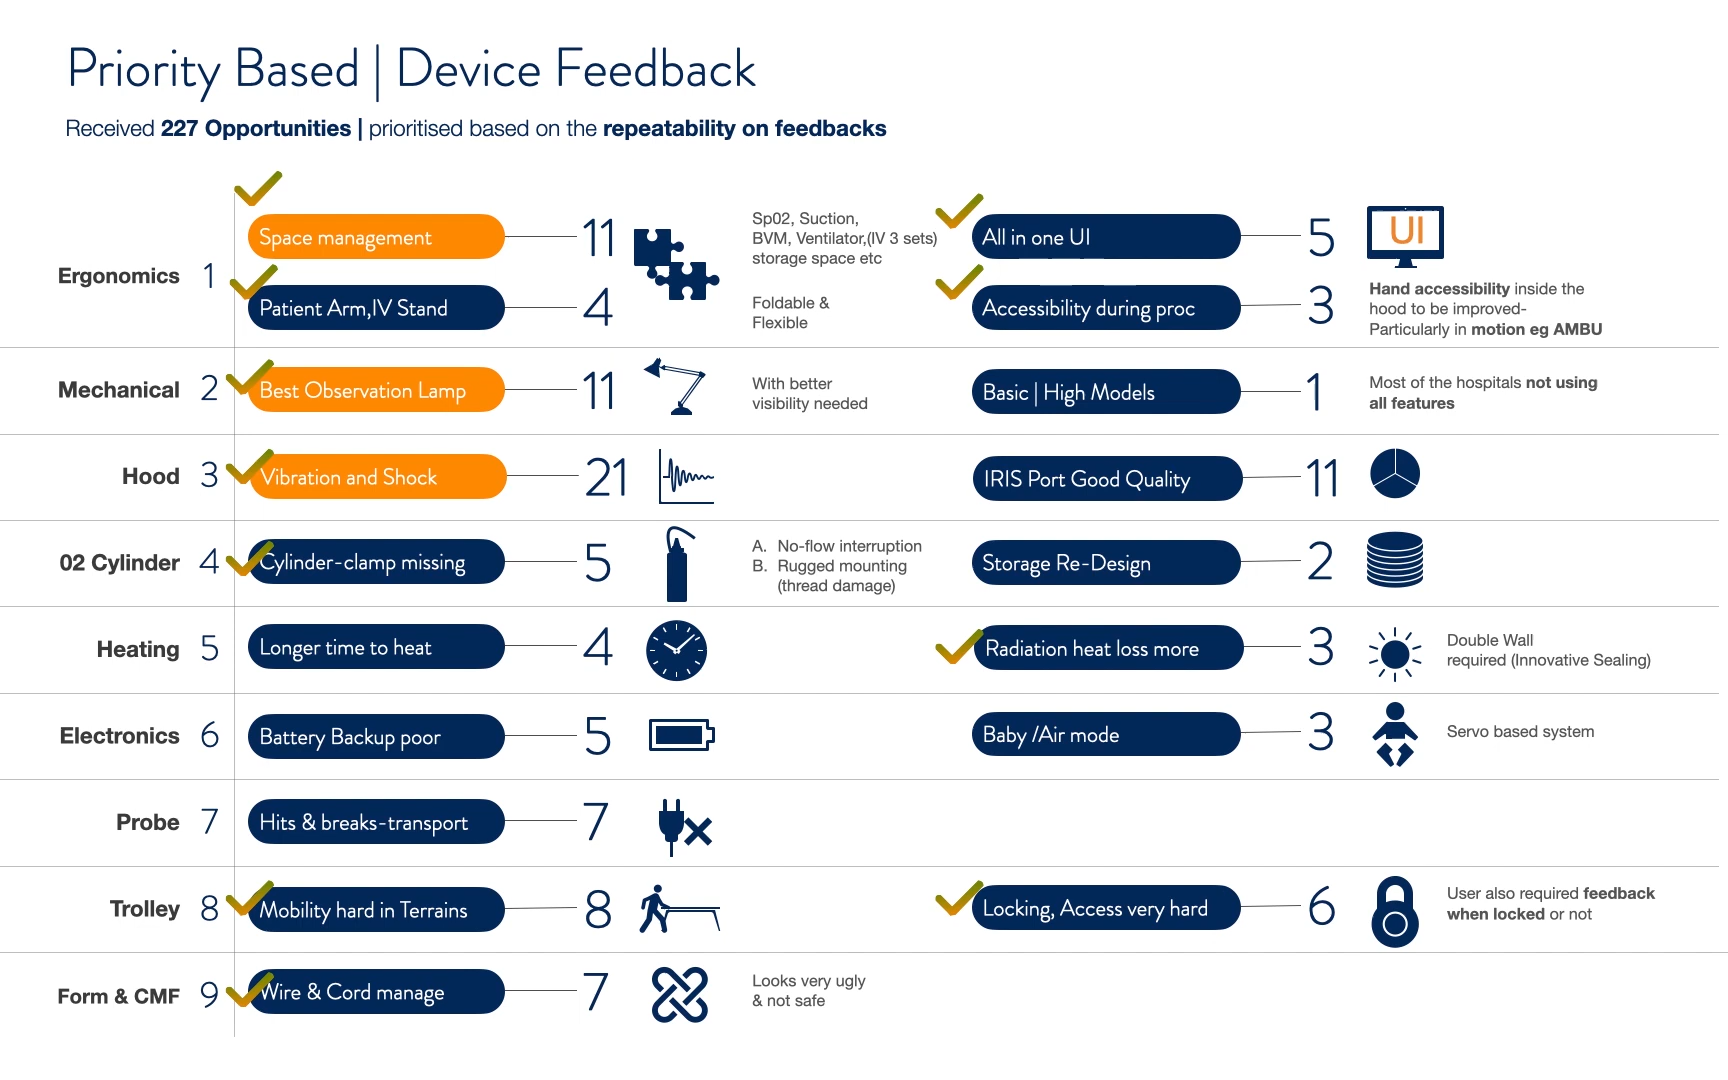 Priority Based | Device Feedback
Received 227 Opportunities | prioritised based on the repeatability on feedbacks
Ergonomics 1
Space management 11
Sp02, Suction,
BVM, Ventilator,(IV 3 sets)
storage space etc
All in one UI 5
UI
Patient Arm,IV Stand 4
Foldable &
Flexible
Accessibility during proc 3
Hand accessibility inside the
hood to be improved-
Particularly in motion eg AMBU
Mechanical 2
Best Observation Lamp 11
With better
visibility needed
Basic | High Models 1
Most of the hospitals not using
all features
Hood 3
Vibration and Shock 21
IRIS Port Good Quality 11
02 Cylinder 4
Cylinder-clamp missing 5
A. No-flow interruption
B. Rugged mounting
(thread damage)
Storage Re-Design 2
Heating 5
Longer time to heat 4
Radiation heat loss more 3
Double Wall
required (Innovative Sealing)
Electronics 6
Battery Backup poor 5
Baby /Air mode 3
Servo based system
Probe 7
Hits & breaks-transport 7
Trolley 8
Mobility hard in Terrains 8
Locking, Access very hard 6
User also required feedback
when locked or not
Form & CMF 9
Wire & Cord manage 7
Looks very ugly
& not safe